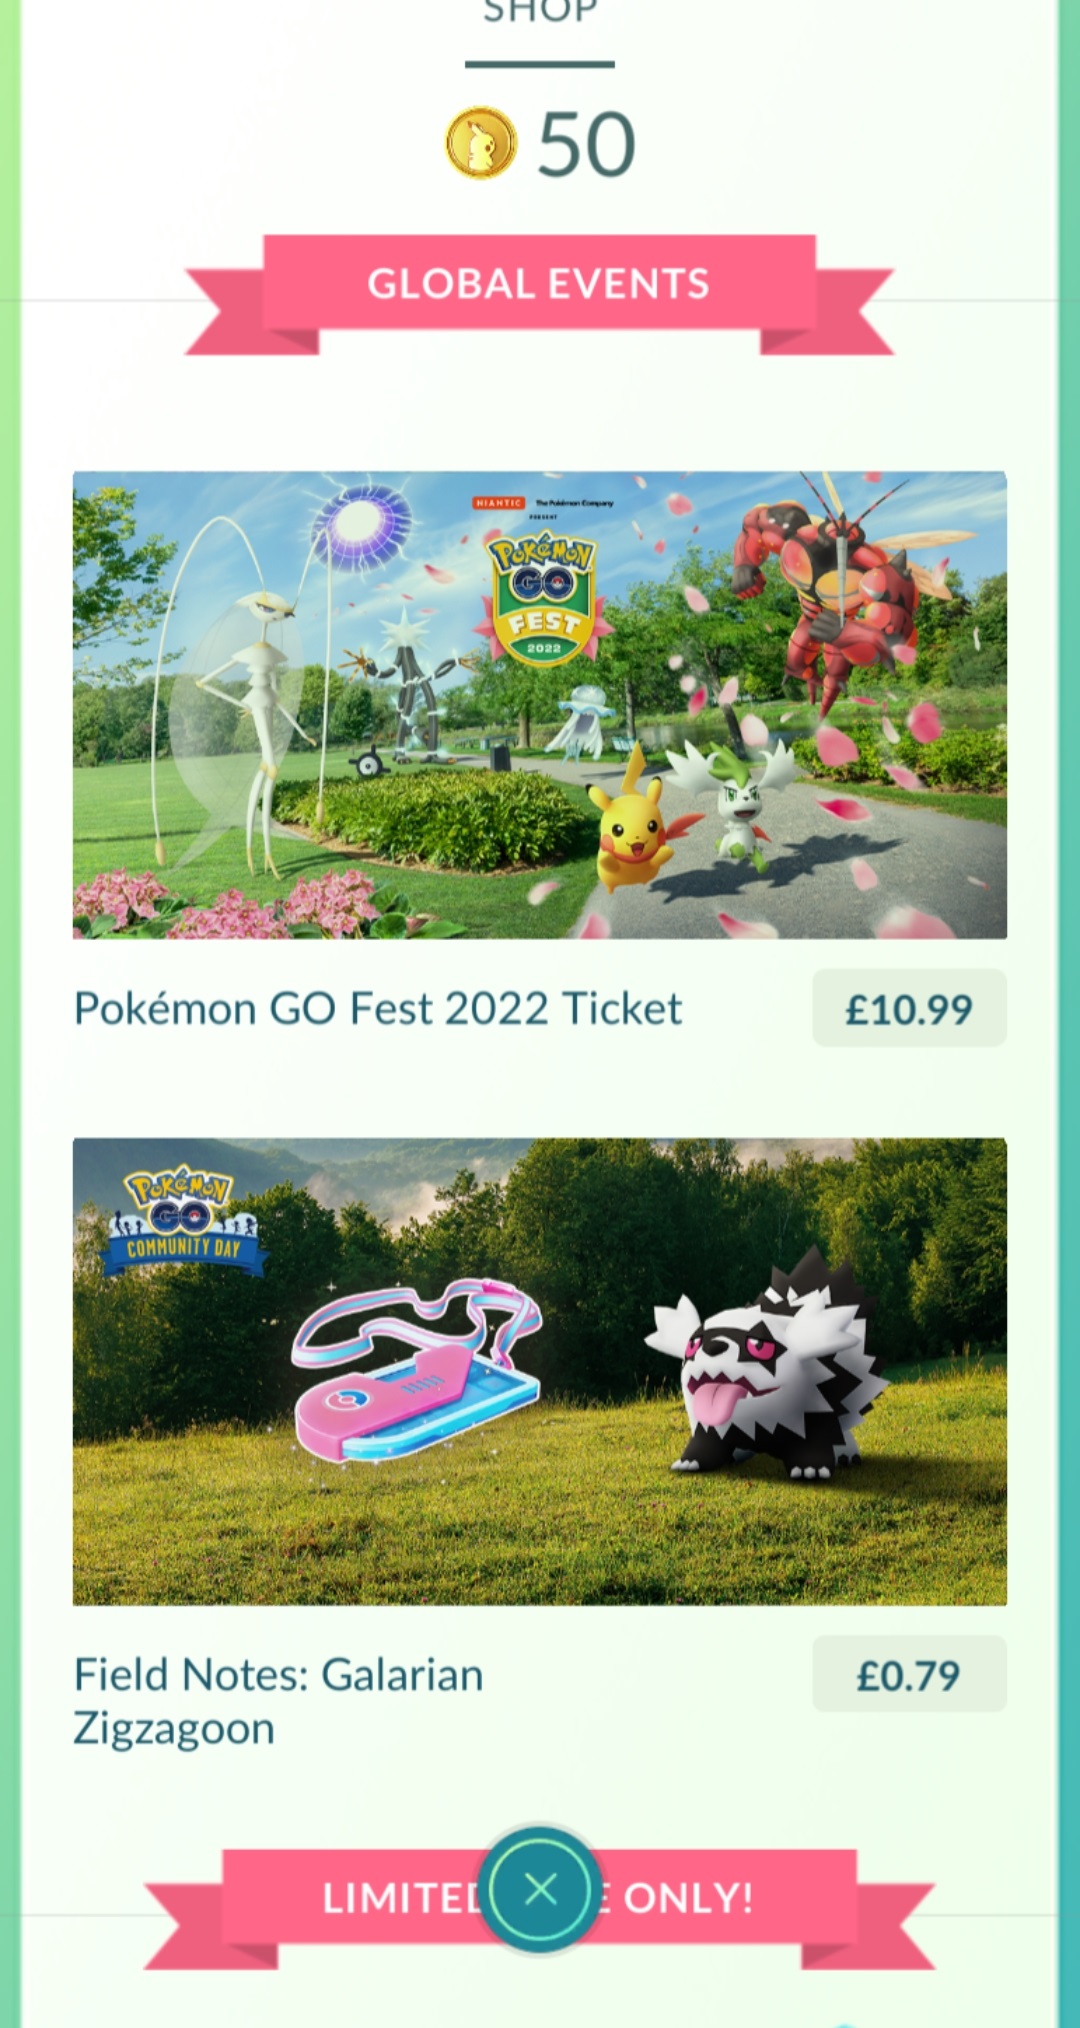 SHOP
50
GLOBAL EVENTS
NIANTIC The Pokémon Company
PRESENT
POKÉMON
GO
FEST
2022
Pokémon GO Fest 2022 Ticket £10.99
POKÉMON
GO
COMMUNITY DAY
Field Notes: Galarian £0.79
Zigzagoon
LIMITED ONLY!